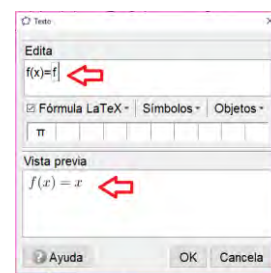 Texto
Edita
f(x)=f
Fórmula LaTeX Símbolos Objetos
π
Vista previa
f(x) = x
Ayuda OK Cancela